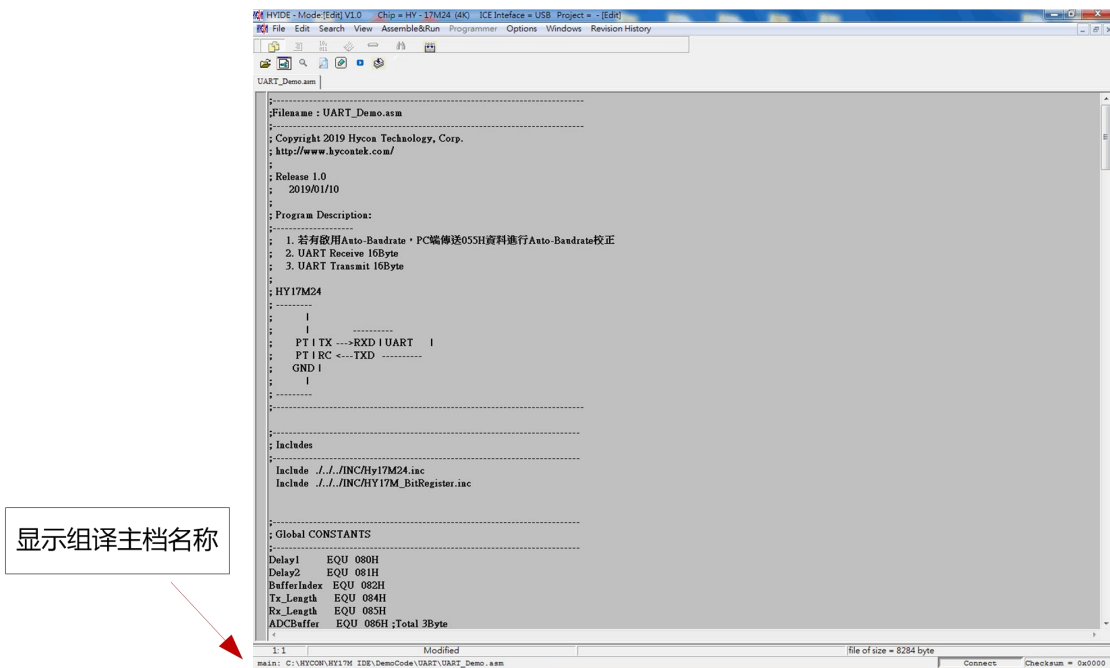 HYIDE - Mode:[Edit] V1.0 Chip = HY - 17M24 (4K) ICE Inteface = USB Project = - [Edit]
File Edit Search View Assemble&Run Programmer Options Windows Revision History
UART_Demo.asm
;--------------------------------------------------------------------
;Filename : UART_Demo.asm
;--------------------------------------------------------------------
; Copyright 2019 Hycon Technology, Corp.
; http://www.hycontek.com/
;
; Release 1.0
; 2019/01/10
;
; Program Description:
;------------------
; 1. 若有啟用Auto-Baudrate，PC端傳送055H資料進行Auto-Baudrate校正
; 2. UART Receive 16Byte
; 3. UART Transmit 16Byte
;
; HY17M24
; ---------
; |
; | ----------
; PT | TX --->RXD | UART |
; PT | RC <---TXD ----------
; GND |
; |
; ---------
;--------------------------------------------------------------------
;--------------------------------------------------------------------
; Includes
;--------------------------------------------------------------------
Include ./../../INC/Hy17M24.inc
Include ./../../INC/HY17M_BitRegister.inc
;--------------------------------------------------------------------
; Global CONSTANTS
;--------------------------------------------------------------------
Delay1 EQU 080H
Delay2 EQU 081H
BufferIndex EQU 082H
Tx_Length EQU 084H
Rx_Length EQU 085H
ADCBuffer EQU 086H ;Total 3Byte
显示组译主档名称
1: 1 Modified file of size = 8284 byte
main: C:\HYCON\HY17M IDE\DemoCode\UART\UART_Demo.asm Connect Checksum = 0x0000